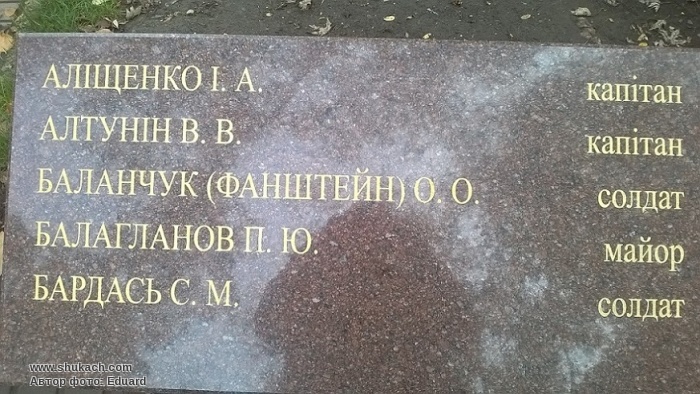 АЛІЩЕНКО І. А. капітан
АЛТУНІН В. В. капітан
БАЛАНЧУК (ФАНШТЕЙН) О. О. солдат
БАЛАГЛАНОВ П. Ю. майор
БАРДАСЬ С. М. солдат
www.shukach.com
Автор фото: Eduard